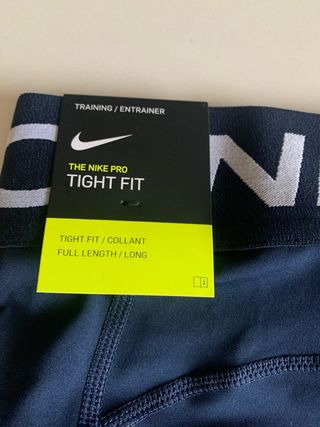 TRAINING / ENTRAINER
THE NIKE PRO
TIGHT FIT
TIGHT FIT / COLLANT
FULL LENGTH / LONG
N